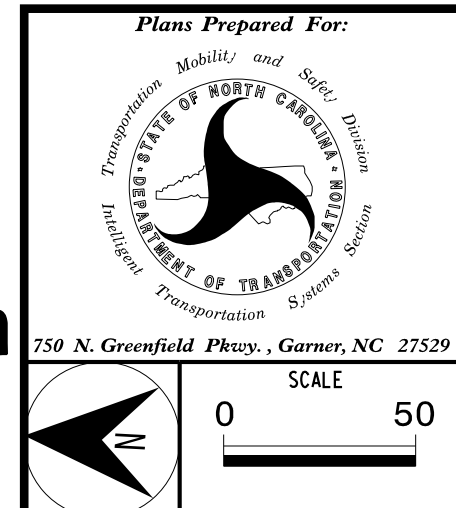 Plans Prepared For:
Transportation Mobility and Safety Division
STATE OF NORTH CAROLINA
DEPARTMENT OF TRANSPORTATION
Intelligent Transportation Systems Section
750 N. Greenfield Pkwy. , Garner, NC 27529
SCALE
0 50
N